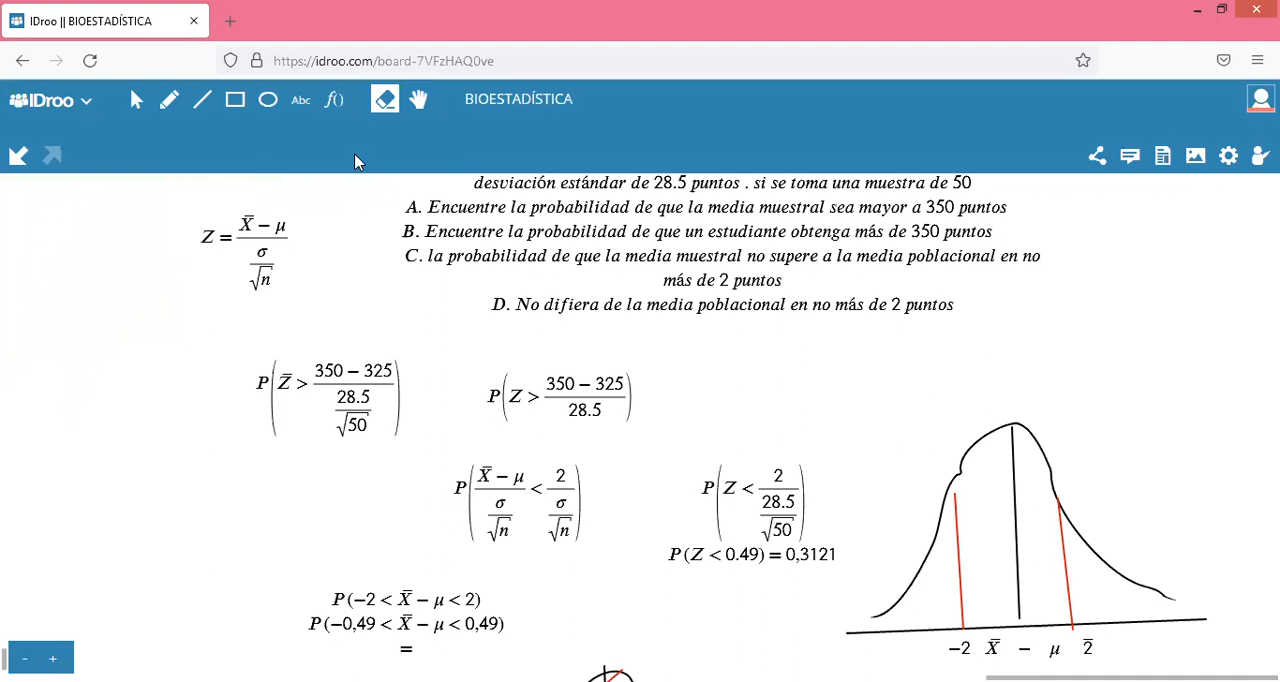 IDroo || BIOESTADÍSTICA
https://idroo.com/board-7VFzHAQ0ve
IDroo
Abc
f()
BIOESTADÍSTICA
desviación estándar de 28.5 puntos . si se toma una muestra de 50
A. Encuentre la probabilidad de que la media muestral sea mayor a 350 puntos
B. Encuentre la probabilidad de que un estudiante obtenga más de 350 puntos
C. la probabilidad de que la media muestral no supere a la media poblacional en no
más de 2 puntos
D. No difiera de la media poblacional en no más de 2 puntos
Z = (X̄ − μ) / (σ / √n)
P(Z̄ > (350 − 325) / (28.5 / √50))
P(Z > (350 − 325) / 28.5)
P((X̄ − μ) / (σ / √n) < 2 / (σ / √n))
P(Z < 2 / (28.5 / √50))
P(Z < 0.49) = 0,3121
P(−2 < X̄ − μ < 2)
P(−0,49 < X̄ − μ < 0,49)
=
−2 X̄ − μ 2̄
- +